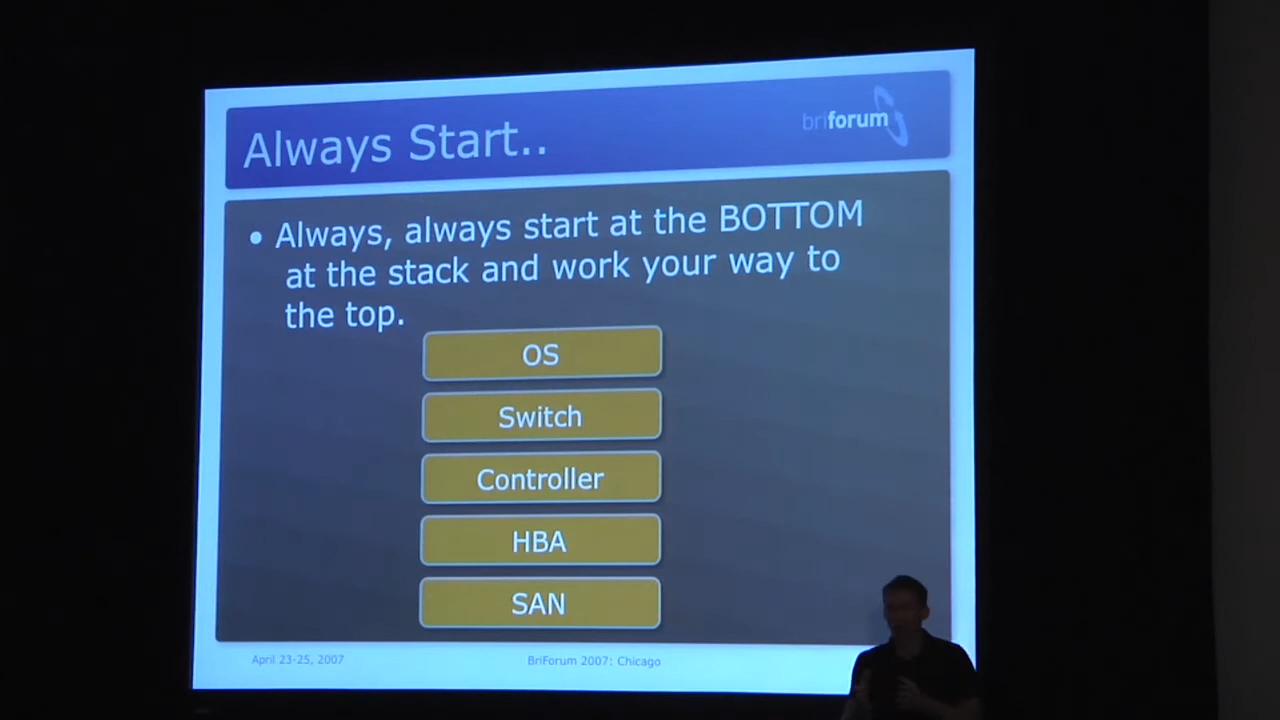 Always Start..
briforum
• Always, always start at the BOTTOM
at the stack and work your way to
the top.
OS
Switch
Controller
HBA
SAN
April 23-25, 2007
BriForum 2007: Chicago